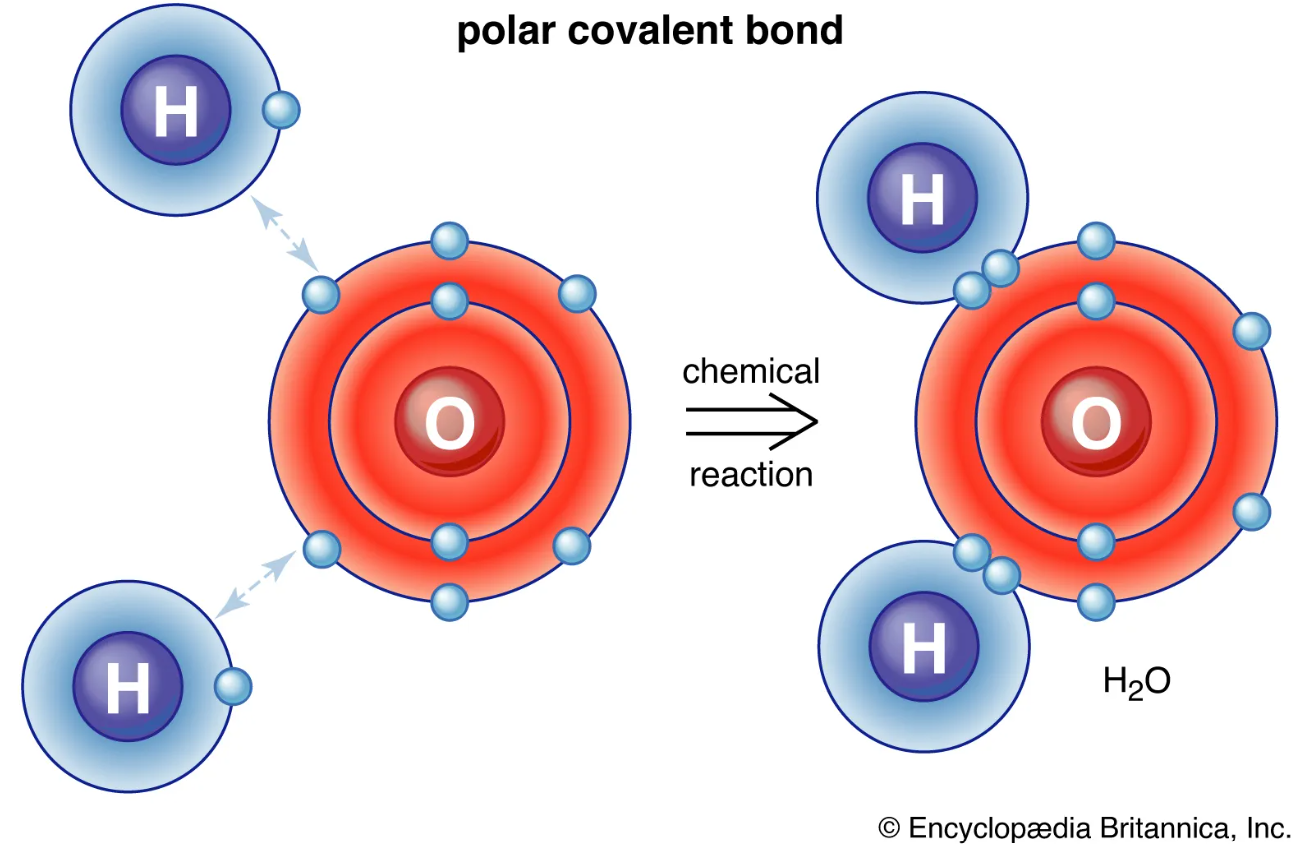 polar covalent bond
H
H
O
chemical
reaction
O
H
H
H₂O
© Encyclopædia Britannica, Inc.